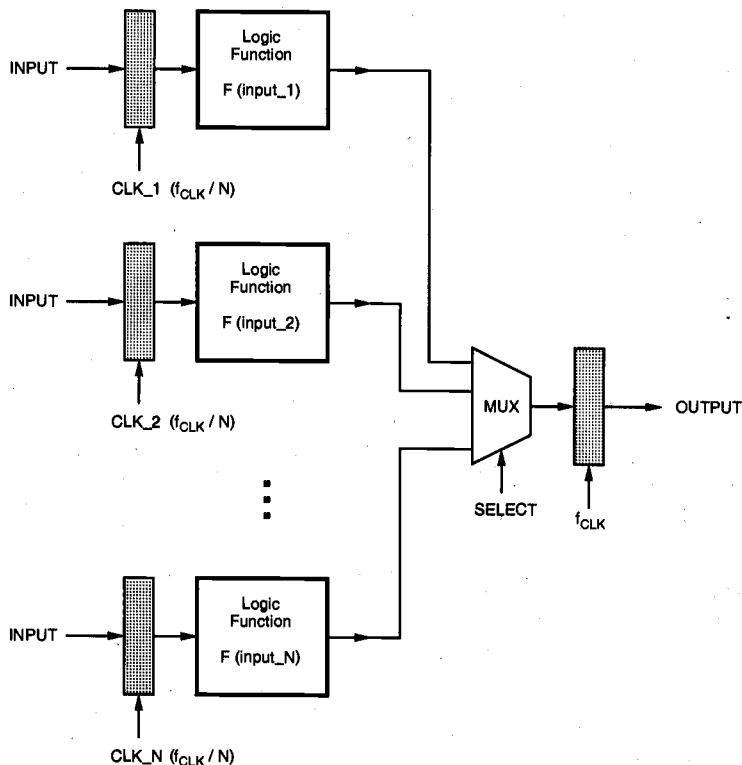 Logic
Function
F (input_1)
INPUT
CLK_1 (fCLK / N)
Logic
Function
F (input_2)
INPUT
CLK_2 (fCLK / N)
MUX
OUTPUT
SELECT
fCLK
Logic
Function
F (input_N)
INPUT
CLK_N (fCLK / N)